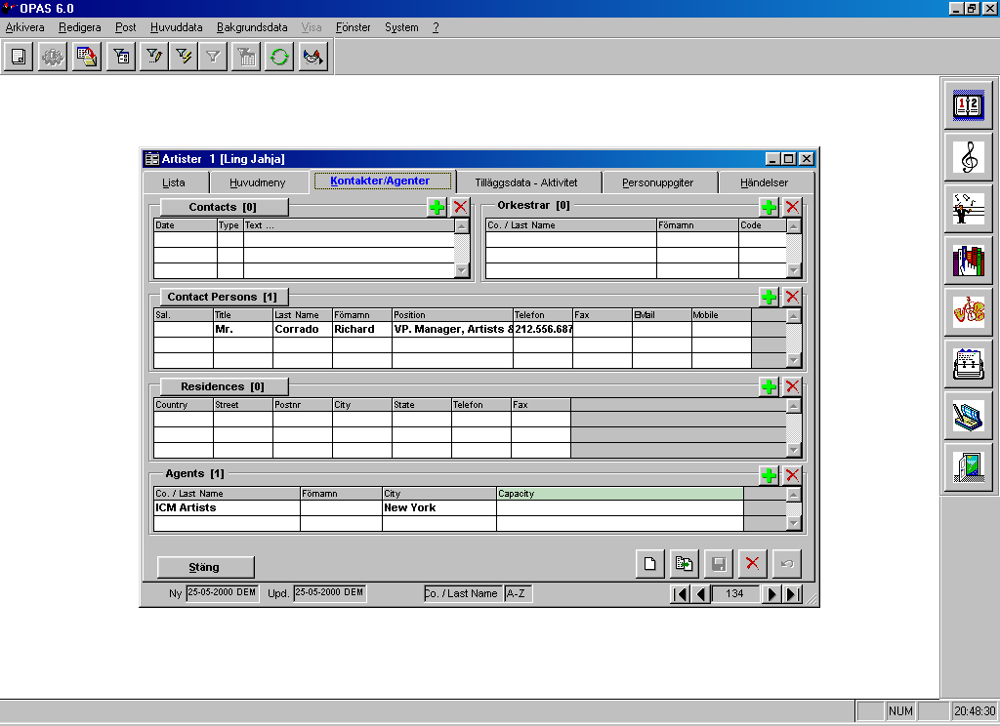 OPAS 6.0
Arkivera Redigera Post Huvuddata Bakgrundsdata Visa Fönster System ?
1 2
Artister 1 [Ling Jahja]
Lista Huvudmeny Kontakter/Agenter Tilläggsdata - Aktivitet Personuppgiter Händelser
Contacts [0] Orkestrar [0]
Date Type Text ... Co. / Last Name Förnamn Code
Contact Persons [1]
Sal. Title Last Name Förnamn Position Telefon Fax EMail Mobile
Mr. Corrado Richard VP. Manager, Artists & 212.556.687
Residences [0]
Country Street Postnr City State Telefon Fax
Agents [1]
Co. / Last Name Förnamn City Capacity
ICM Artists New York
Stäng
Ny 25-05-2000 DEM Upd. 25-05-2000 DEM Co. / Last Name A-Z 134
NUM 20:48:30